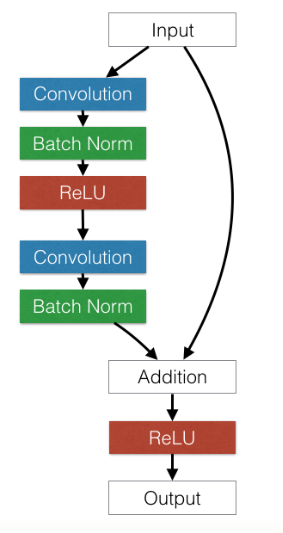 Input
Convolution
Batch Norm
ReLU
Convolution
Batch Norm
Addition
ReLU
Output